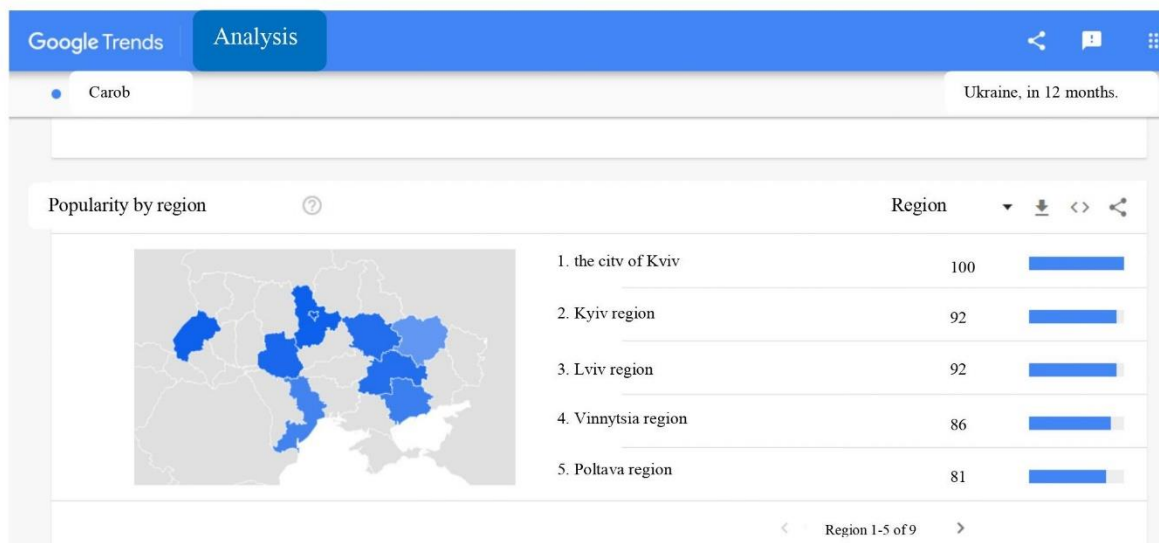 Google Trends Analysis
Carob Ukraine, in 12 months.
Popularity by region Region
1. the citv of Kviv 100
2. Kyiv region 92
3. Lviv region 92
4. Vinnytsia region 86
5. Poltava region 81
Region 1-5 of 9